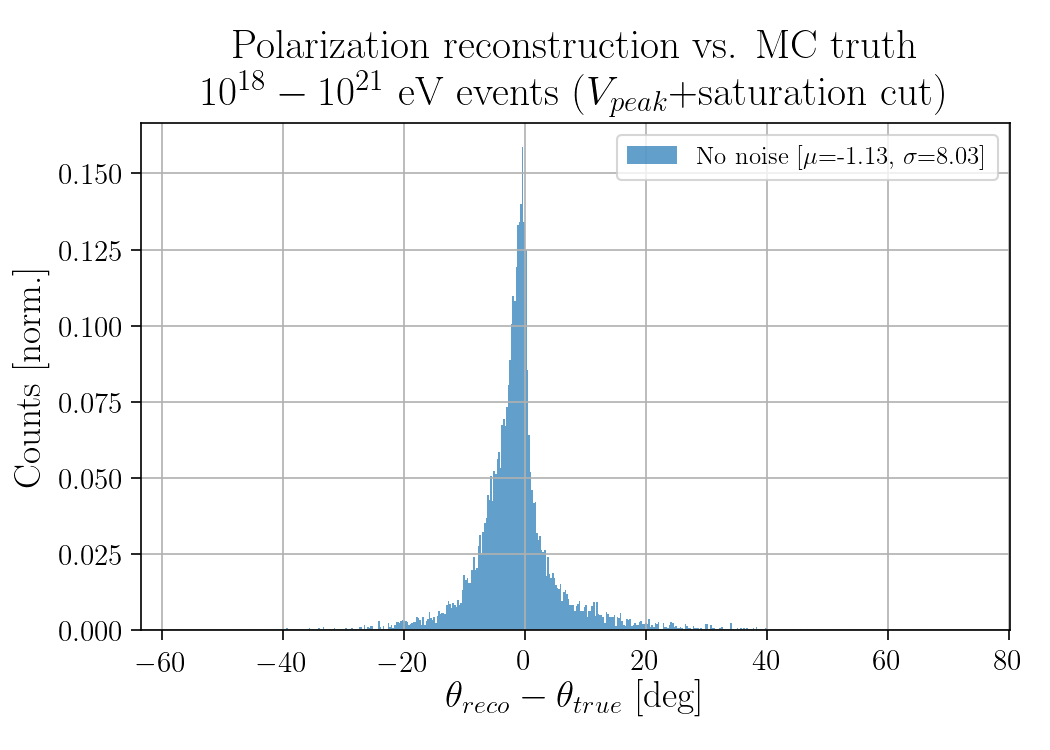 Polarization reconstruction vs. MC truth
10^18 − 10^21 eV events (V_peak+saturation cut)
No noise [μ=-1.13, σ=8.03]
Counts [norm.]
0.150
0.125
0.100
0.075
0.050
0.025
0.000
−60 −40 −20 0 20 40 60 80
θ_reco − θ_true [deg]